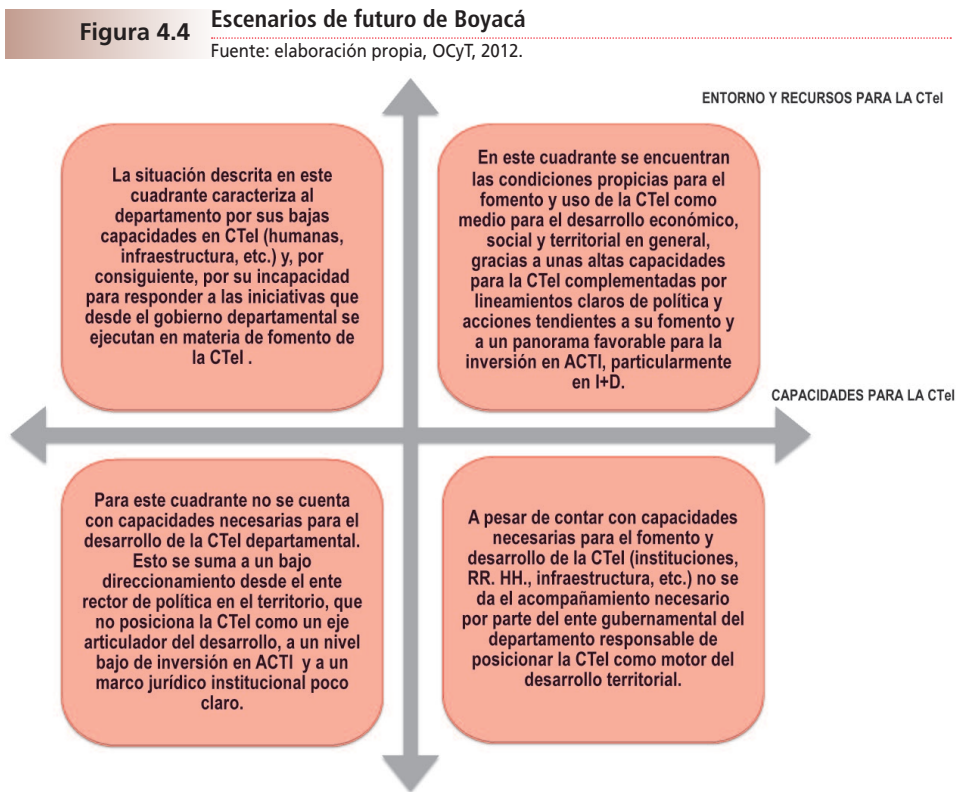 Figura 4.4
Escenarios de futuro de Boyacá
Fuente: elaboración propia, OCyT, 2012.
ENTORNO Y RECURSOS PARA LA CTeI
La situación descrita en este
cuadrante caracteriza al
departamento por sus bajas
capacidades en CTeI (humanas,
infraestructura, etc.) y, por
consiguiente, por su incapacidad
para responder a las iniciativas que
desde el gobierno departamental se
ejecutan en materia de fomento de
la CTeI .
En este cuadrante se encuentran
las condiciones propicias para el
fomento y uso de la CTeI como
medio para el desarrollo económico,
social y territorial en general,
gracias a unas altas capacidades
para la CTeI complementadas por
lineamientos claros de política y
acciones tendientes a su fomento y
a un panorama favorable para la
inversión en ACTI, particularmente
en I+D.
CAPACIDADES PARA LA CTeI
Para este cuadrante no se cuenta
con capacidades necesarias para el
desarrollo de la CTeI departamental.
Esto se suma a un bajo
direccionamiento desde el ente
rector de política en el territorio, que
no posiciona la CTeI como un eje
articulador del desarrollo, a un nivel
bajo de inversión en ACTI y a un
marco jurídico institucional poco
claro.
A pesar de contar con capacidades
necesarias para el fomento y
desarrollo de la CTeI (instituciones,
RR. HH., infraestructura, etc.) no se
da el acompañamiento necesario
por parte del ente gubernamental del
departamento responsable de
posicionar la CTeI como motor del
desarrollo territorial.